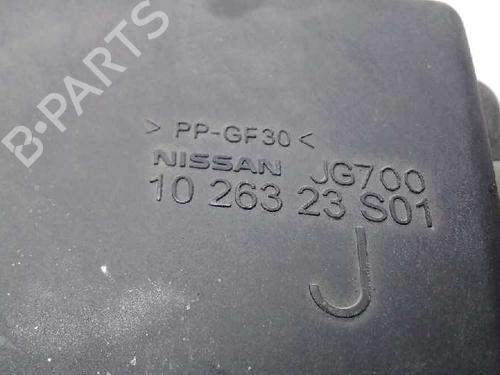 > PP-GF30 <
NISSAN JG700
10 263 23 S01
J
B-PARTS